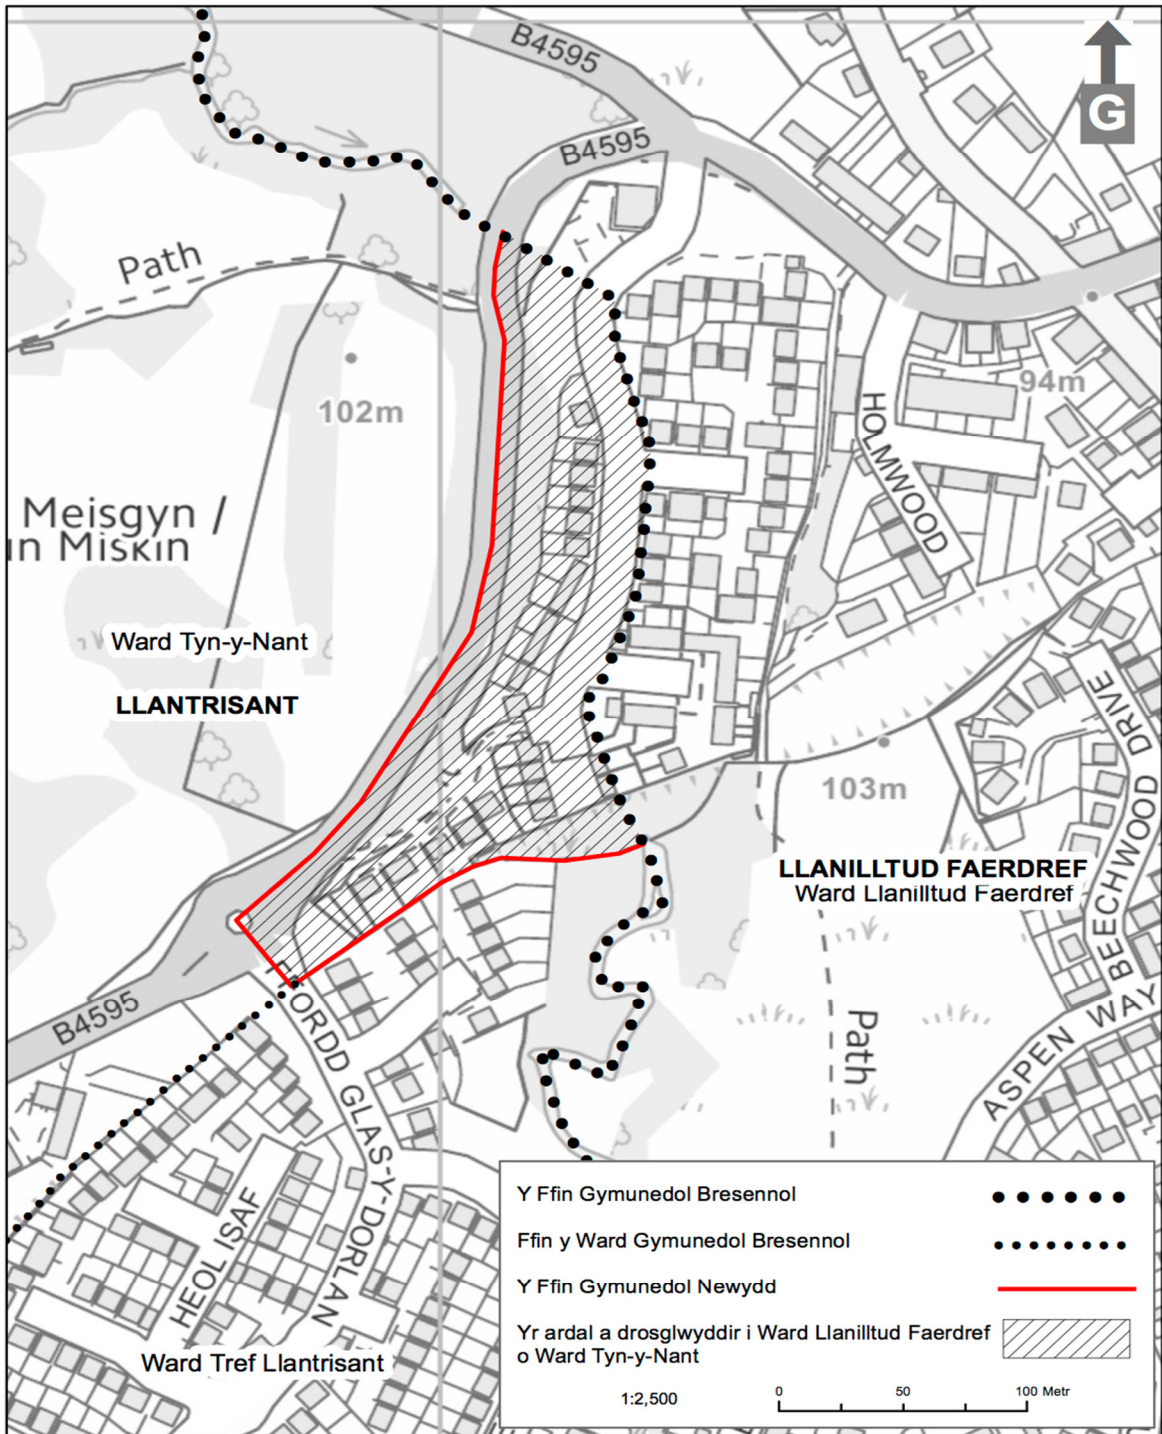 B4595
G
B4595
Path
102m
94m
HOLMWOOD
Meisgyn /
un Miskin
Ward Tyn-y-Nant
LLANTRISANT
BEECHWOOD DRIVE
103m
LLANILLTUD FAERDREF
Ward Llanilltud Faerdref
B4595
FFORDD GLAS-Y-DORLAN
Path
ASPEN WAY
HEOL ISAF
Ward Tref Llantrisant
Y Ffin Gymunedol Bresennol
Ffin y Ward Gymunedol Bresennol
Y Ffin Gymunedol Newydd
Yr ardal a drosglwyddir i Ward Llanilltud Faerdref
o Ward Tyn-y-Nant
1:2,500
0 50 100 Metr